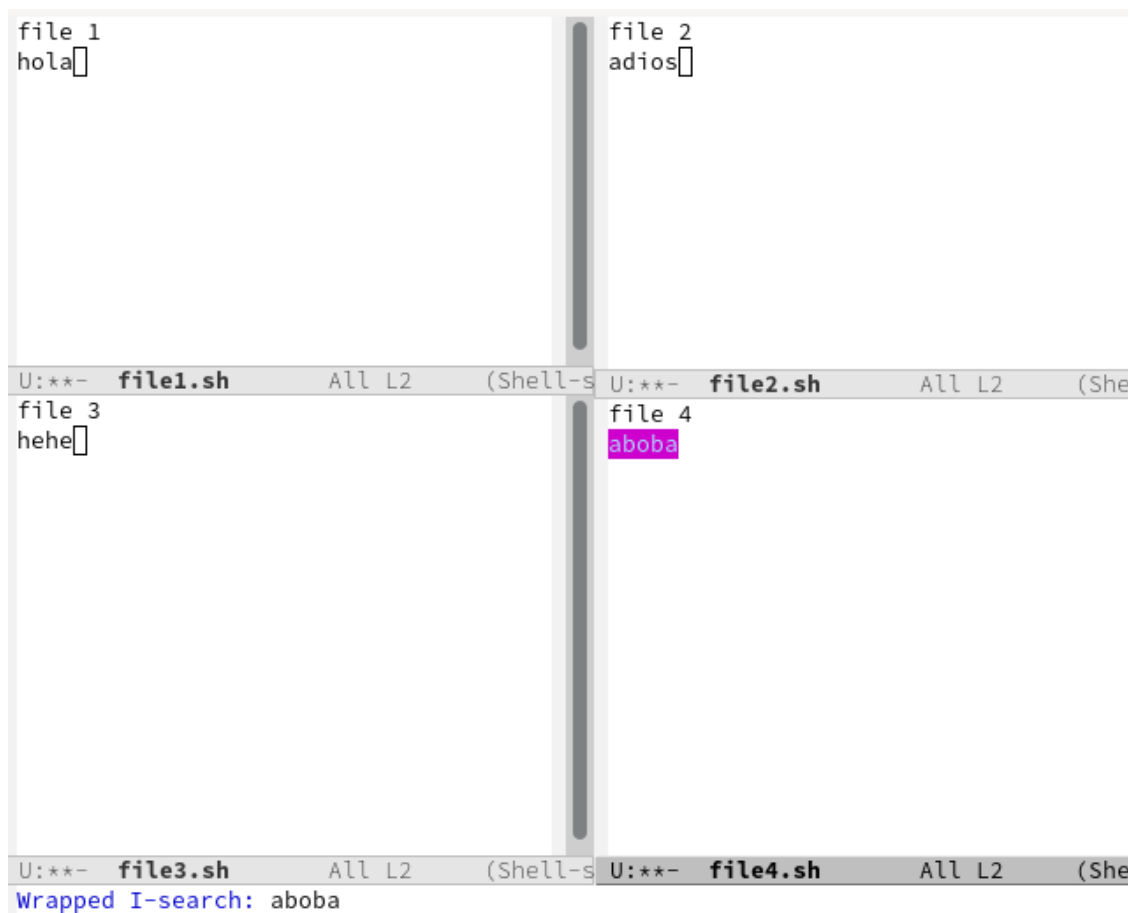 file 1
hola
U:**-  file1.sh       All L2     (Shell-s
file 2
adios
U:**-  file2.sh       All L2     (She
file 3
hehe
U:**-  file3.sh       All L2     (Shell-s
file 4
aboba
U:**-  file4.sh       All L2     (She
Wrapped I-search: aboba